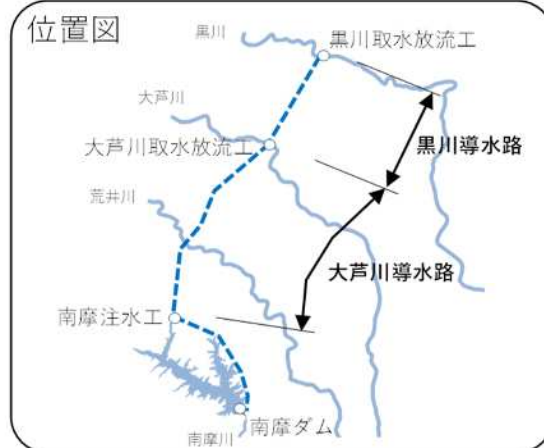 位置図
黒川
黒川取水放流工
大芦川
大芦川取水放流工
黒川導水路
荒井川
大芦川導水路
南摩注水工
南摩ダム
南摩川